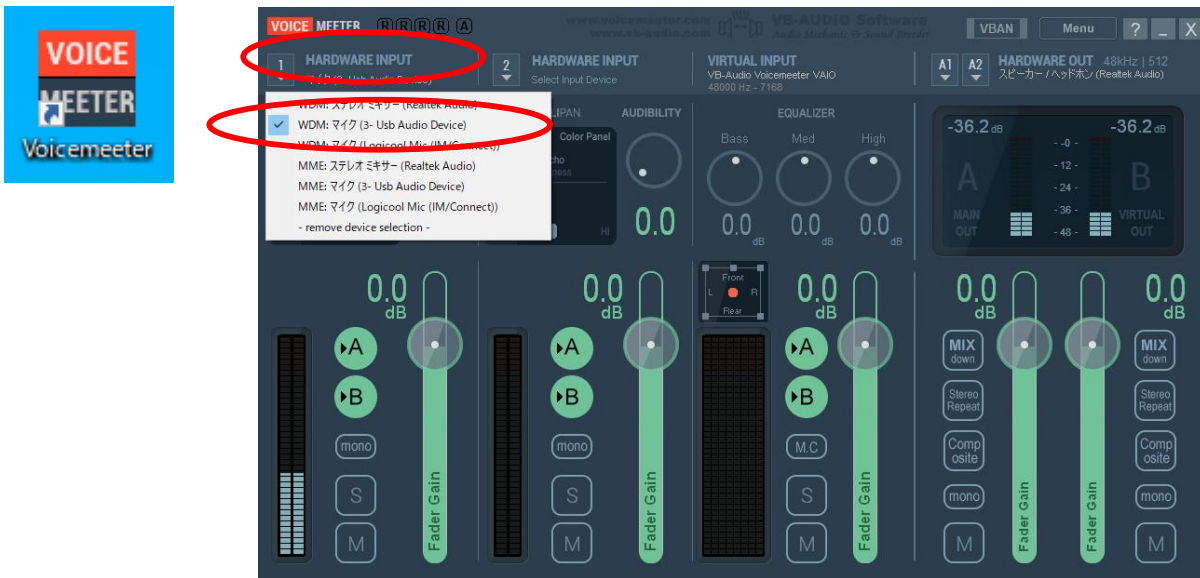 VOICE
MEETER
Voicemeeter
VOICE MEETER R R R R A
www.voicemeeter.com
www.vb-audio.com
VB-AUDIO Software
Audio Mechanic & Sound Breeder
VBAN
Menu
? _ X
1 HARDWARE INPUT
マイク (3- Usb Audio Device)
2 HARDWARE INPUT
Select Input Device
VIRTUAL INPUT
VB-Audio Voicemeeter VAIO
48000 Hz - 7168
A1 A2 HARDWARE OUT 48kHz | 512
スピーカー / ヘッドホン (Realtek Audio)
WDM: ステレオ ミキサー (Realtek Audio)
WDM: マイク (3- Usb Audio Device)
WDM: マイク (Logicool Mic (IM/Connect))
MME: ステレオ ミキサー (Realtek Audio)
MME: マイク (3- Usb Audio Device)
MME: マイク (Logicool Mic (IM/Connect))
- remove device selection -
LIPAN
AUDIBILITY
Color Panel
cho
ness
Hi
0.0
EQUALIZER
Bass Med High
0.0 dB 0.0 dB 0.0 dB
-36.2 dB -36.2 dB
- -0 -
- -12 -
- -24 -
- -36 -
- -48 -
A
MAIN
OUT
B
VIRTUAL
OUT
0.0
dB
A
B
mono
S
M
Fader Gain
0.0
dB
A
B
mono
S
M
Fader Gain
Front
L R
Rear
0.0
dB
A
B
M.C
S
M
Fader Gain
0.0
dB
MIX
down
Stereo
Repeat
Comp
osite
mono
M
Fader Gain
Fader Gain
0.0
dB
MIX
down
Stereo
Repeat
Comp
osite
mono
M